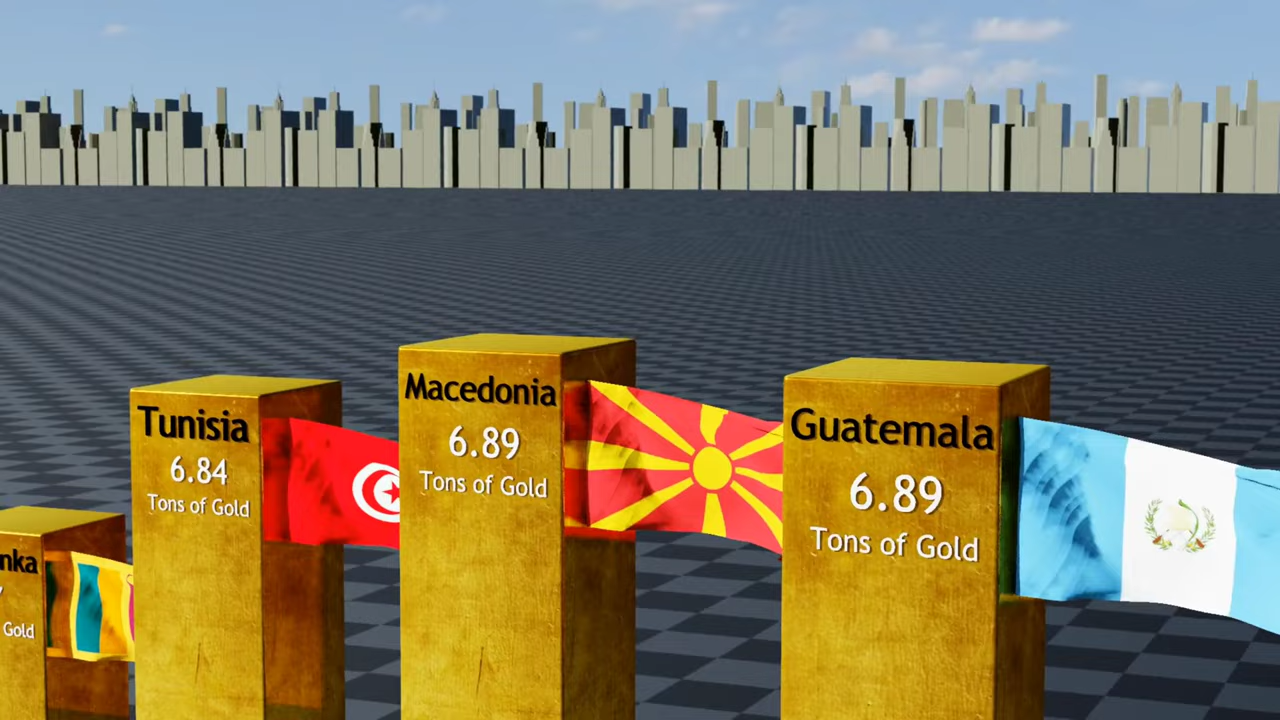 Tunisia
6.84
Tons of Gold
Macedonia
6.89
Tons of Gold
Guatemala
6.89
Tons of Gold
nka
Gold